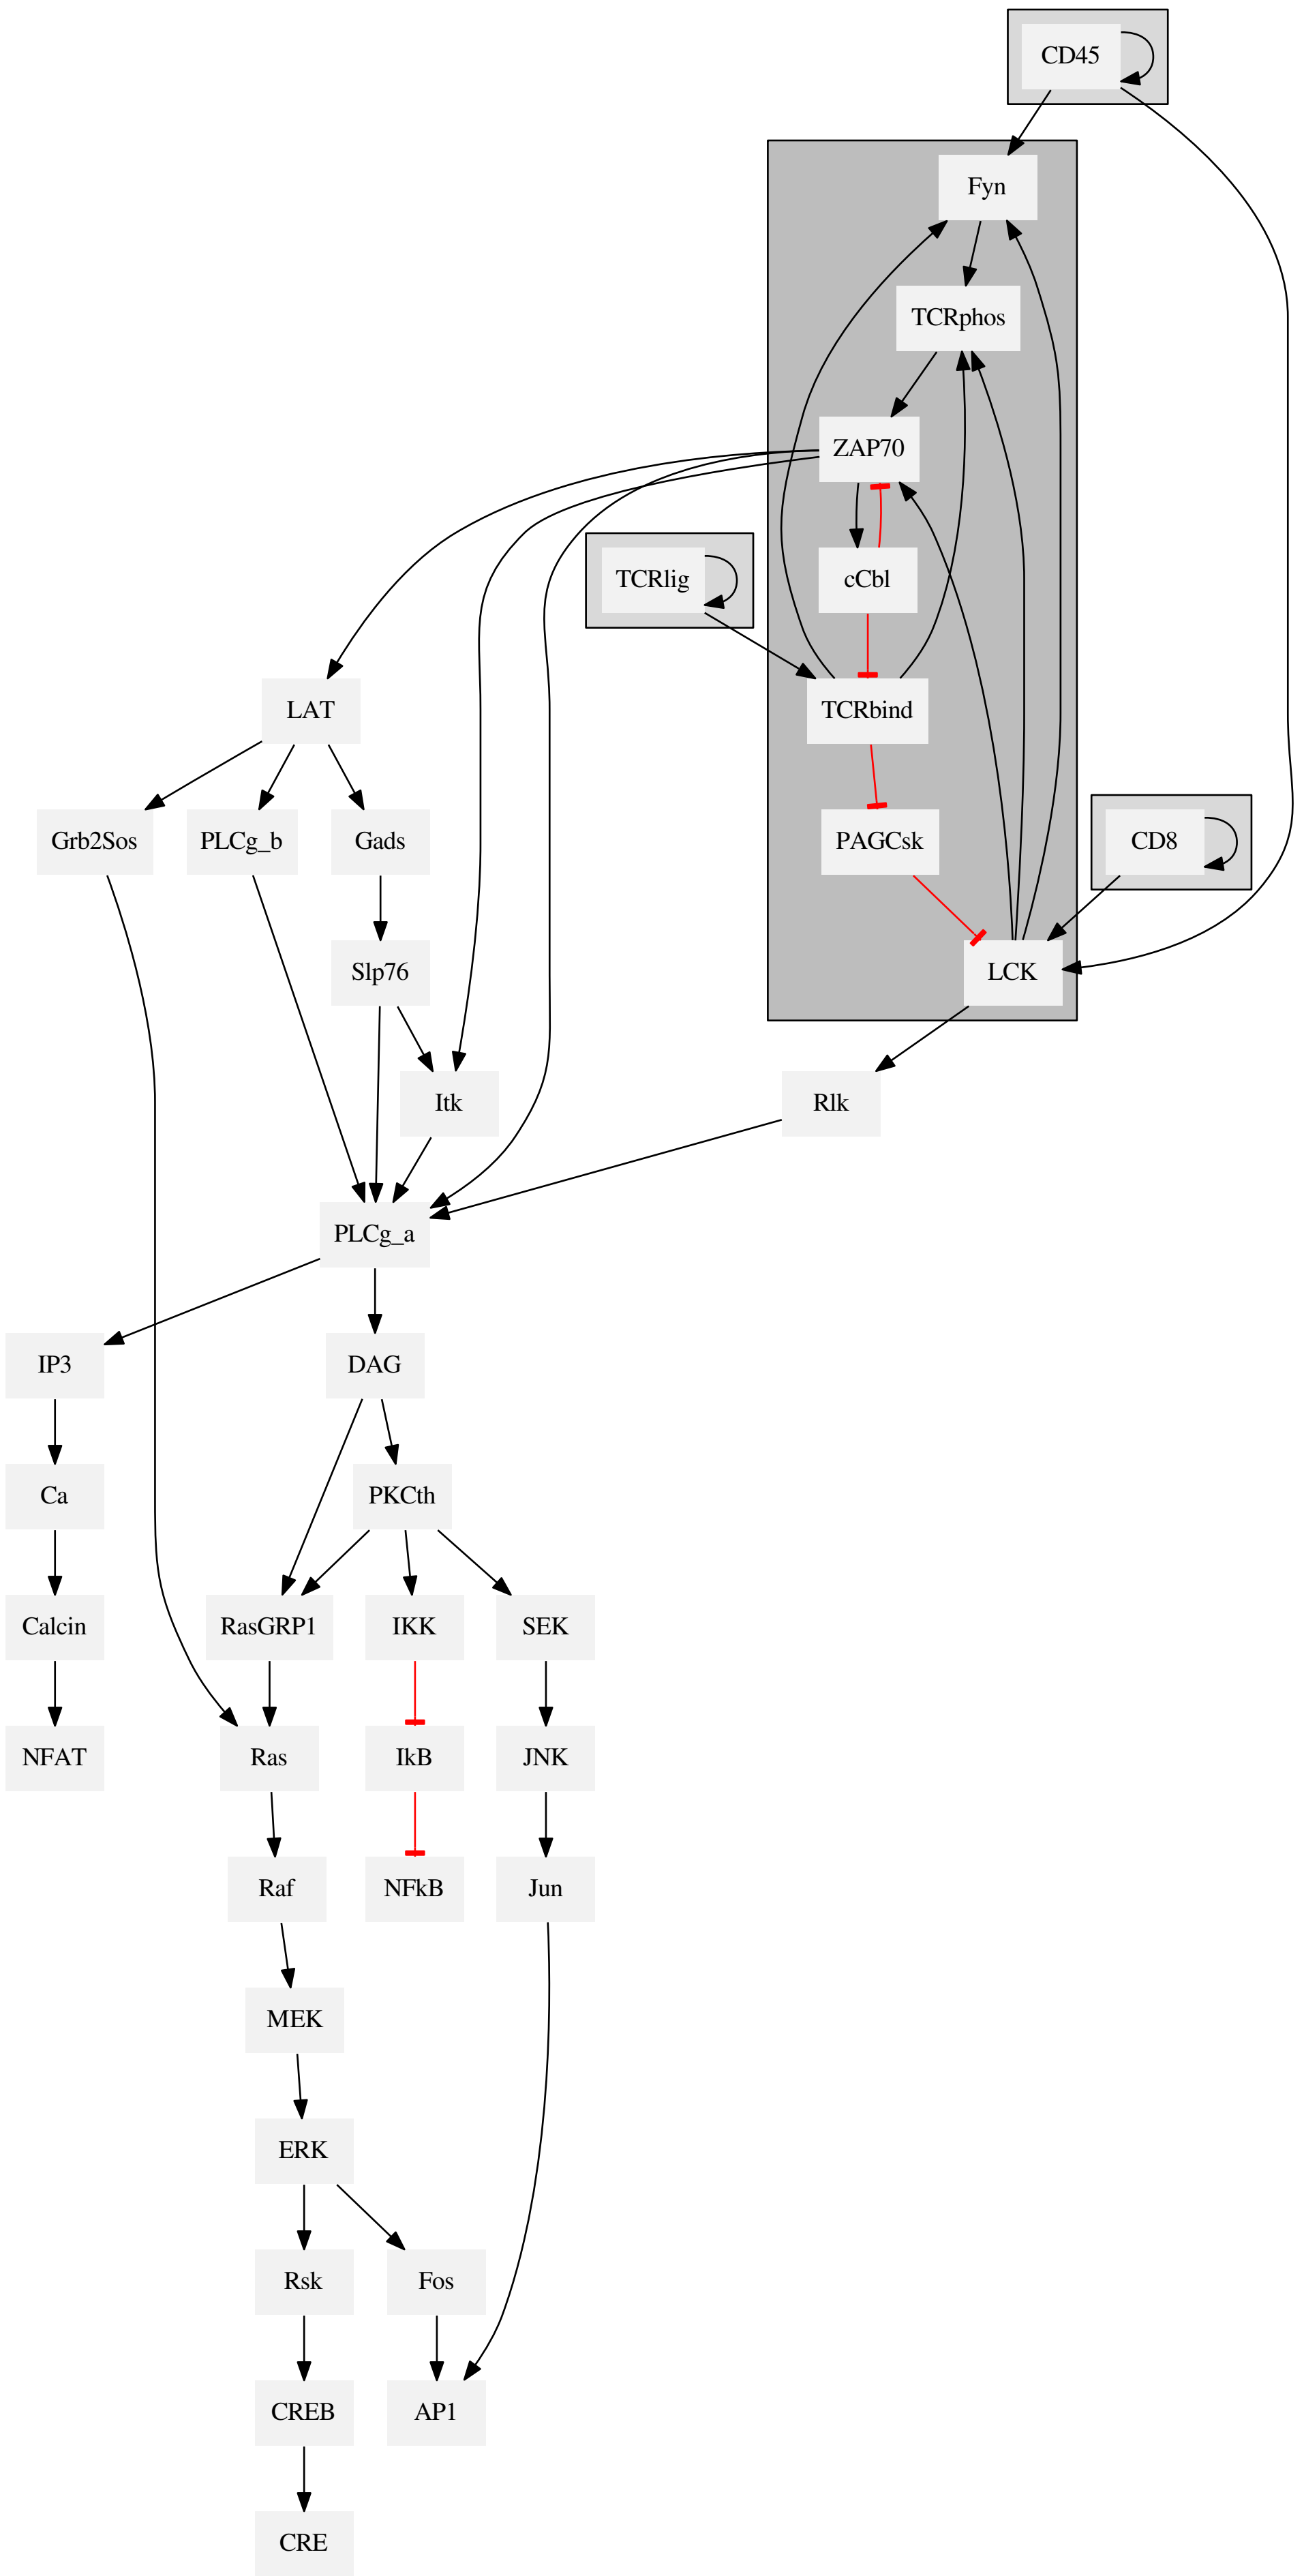 CD45
Fyn
TCRphos
ZAP70
TCRlig
cCbl
LAT
TCRbind
Grb2Sos
PLCg_b
Gads
PAGCsk
CD8
Slp76
LCK
Itk
Rlk
PLCg_a
IP3
DAG
Ca
PKCth
Calcin
RasGRP1
IKK
SEK
NFAT
Ras
IkB
JNK
Raf
NFkB
Jun
MEK
ERK
Rsk
Fos
CREB
AP1
CRE